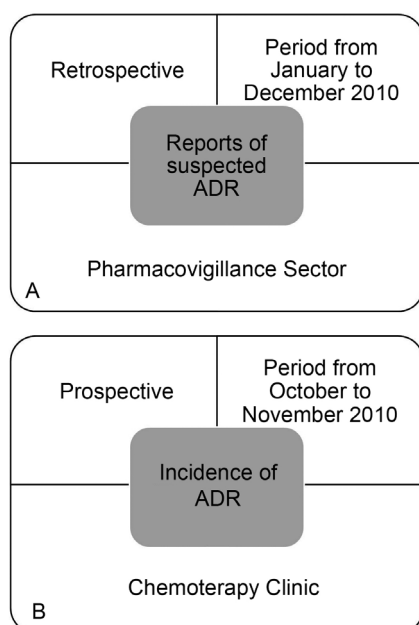 Retrospective
Period from
January to
December 2010
Reports of
suspected
ADR
Pharmacovigillance Sector
A
Prospective
Period from
October to
November 2010
Incidence of
ADR
Chemoterapy Clinic
B